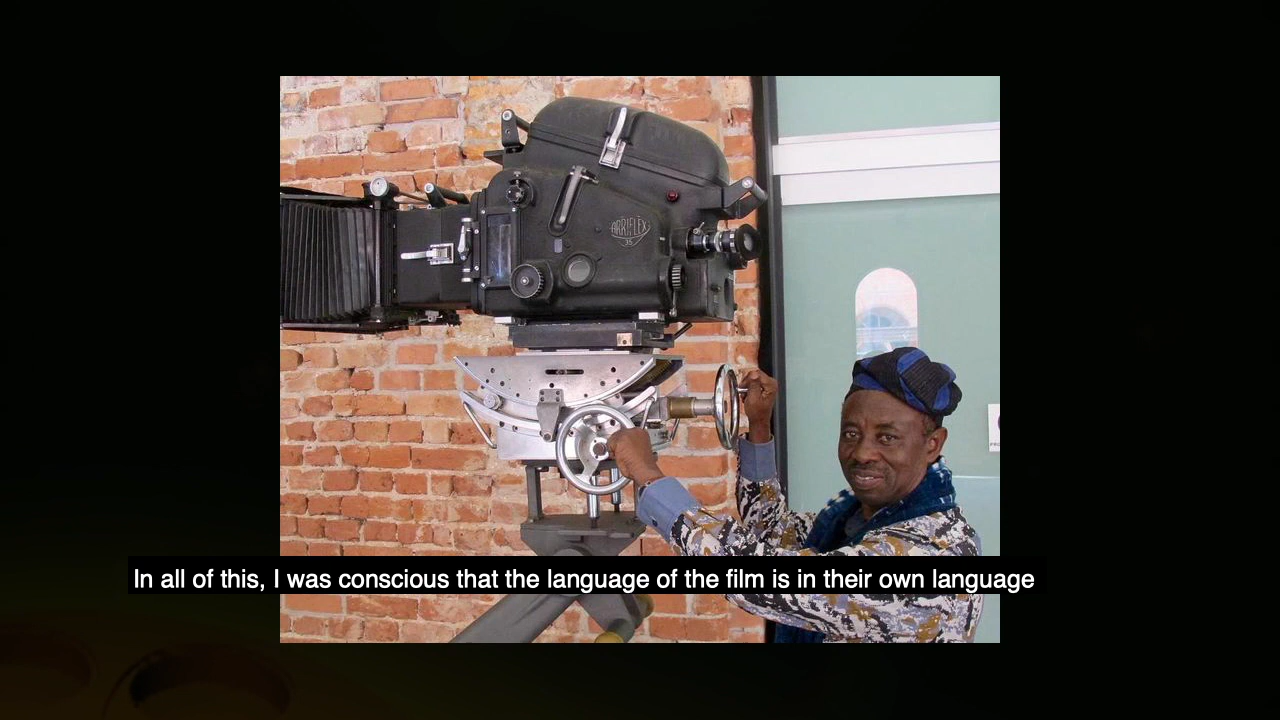 ARRIFLEX
35
In all of this, I was conscious that the language of the film is in their own language